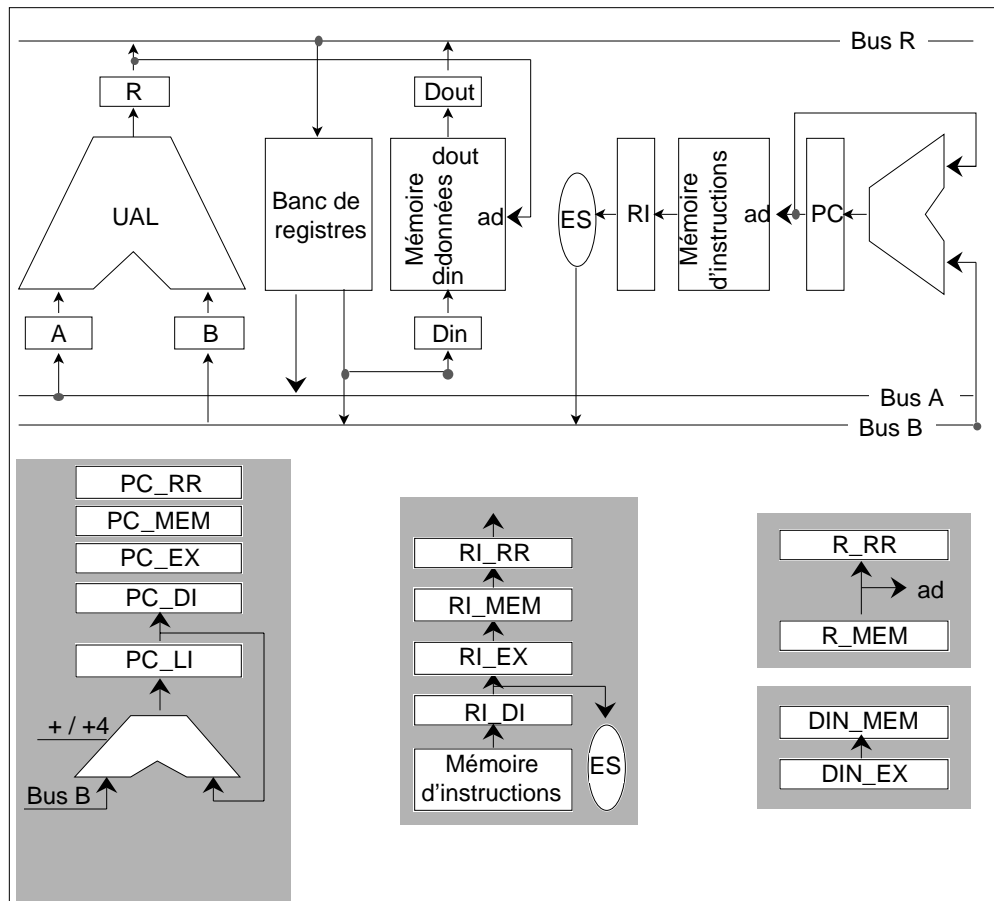 Bus R
R
Dout
UAL
Banc de
registres
Mémoire
données
dout
ad
din
ES
RI
Mémoire
d'instructions
ad
PC
A
B
Din
Bus A
Bus B
PC_RR
PC_MEM
PC_EX
PC_DI
PC_LI
+ / +4
Bus B
RI_RR
RI_MEM
RI_EX
RI_DI
Mémoire
d'instructions
ES
R_RR
ad
R_MEM
DIN_MEM
DIN_EX